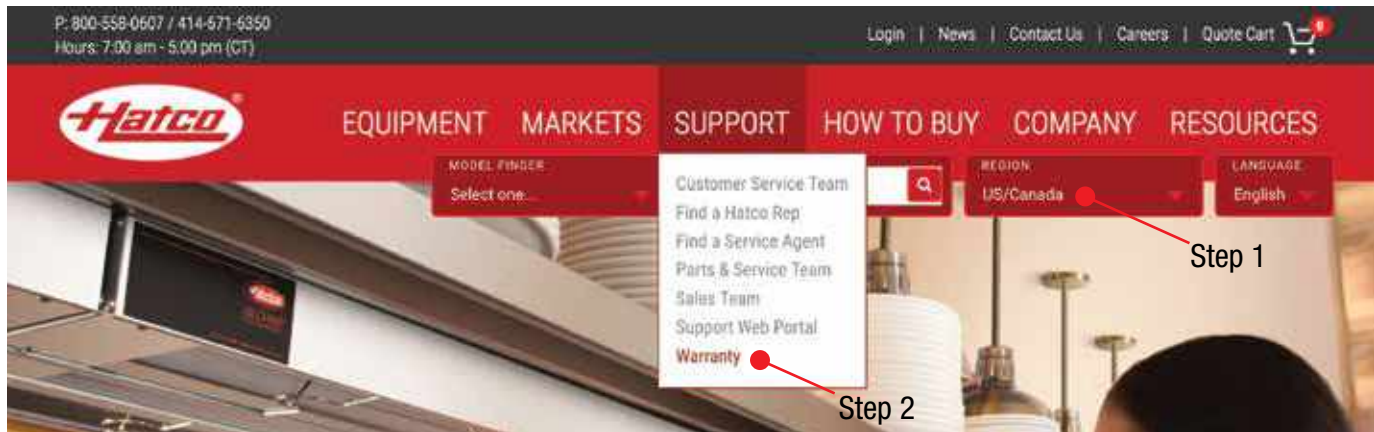 P: 800-558-0607 / 414-671-6350
Hours: 7:00 am - 5:00 pm (CT)
Login | News | Contact Us | Careers | Quote Cart 0
Hatco®
EQUIPMENT MARKETS SUPPORT HOW TO BUY COMPANY RESOURCES
MODEL FINDER
Select one...
REGION
US/Canada
LANGUAGE
English
Customer Service Team
Find a Hatco Rep
Find a Service Agent
Parts & Service Team
Sales Team
Support Web Portal
Warranty
Step 1
Step 2
Hatco